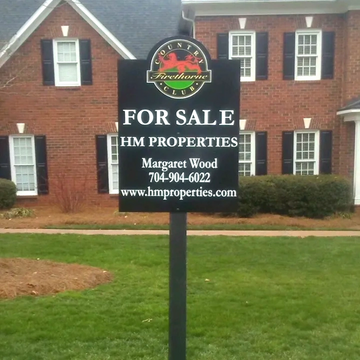 COUNTRY
Firethorne
CLUB
FOR SALE
HM PROPERTIES
Margaret Wood
704-904-6022
www.hmproperties.com